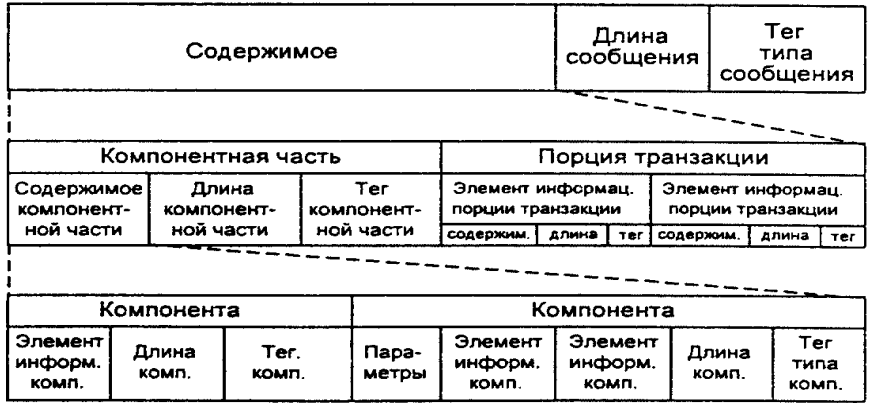 Содержимое
Длина
сообщения
Тег
типа
сообщения
Компонентная часть
Порция транзакции
Содержимое
компонент-
ной части
Длина
компонент-
ной части
Тег
компонент-
ной части
Элемент информац.
порции транзакции
Элемент информац.
порции транзакции
содержим.
длина
тег
содержим.
длина
тег
Компонента
Компонента
Элемент
информ.
комп.
Длина
комп.
Тег.
комп.
Пара-
метры
Элемент
информ.
комп.
Элемент
информ.
комп.
Длина
комп.
Тег
типа
комп.